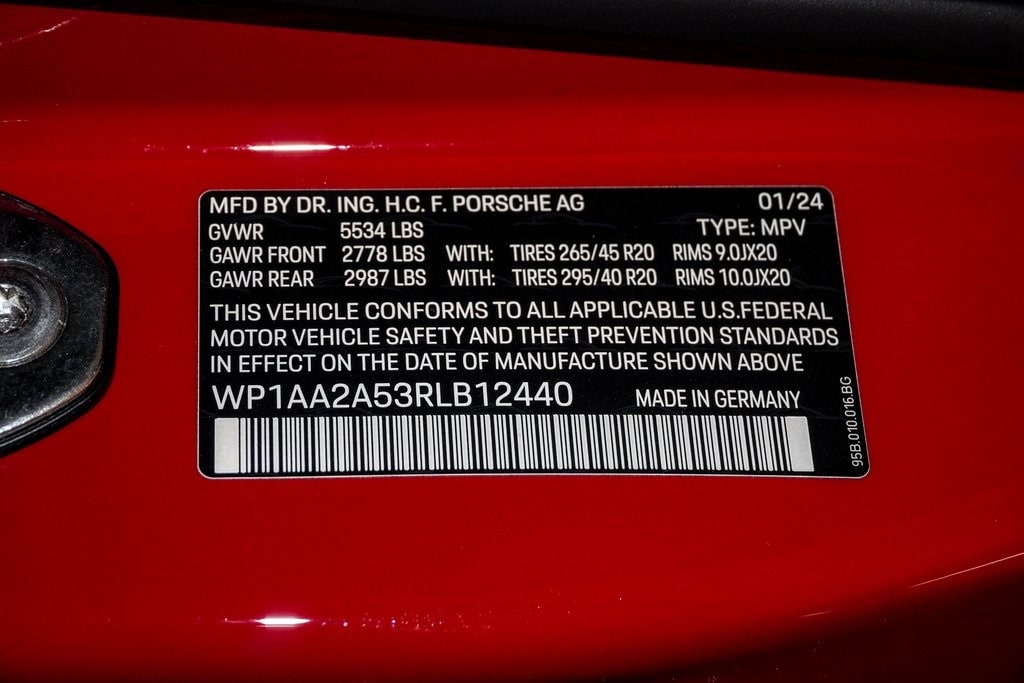 MFD BY DR. ING. H.C. F. PORSCHE AG 01/24
GVWR 5534 LBS TYPE: MPV
GAWR FRONT 2778 LBS WITH: TIRES 265/45 R20 RIMS 9.0JX20
GAWR REAR 2987 LBS WITH: TIRES 295/40 R20 RIMS 10.0JX20
THIS VEHICLE CONFORMS TO ALL APPLICABLE U.S.FEDERAL
MOTOR VEHICLE SAFETY AND THEFT PREVENTION STANDARDS
IN EFFECT ON THE DATE OF MANUFACTURE SHOWN ABOVE
WP1AA2A53RLB12440 MADE IN GERMANY
95B.010.016.BG